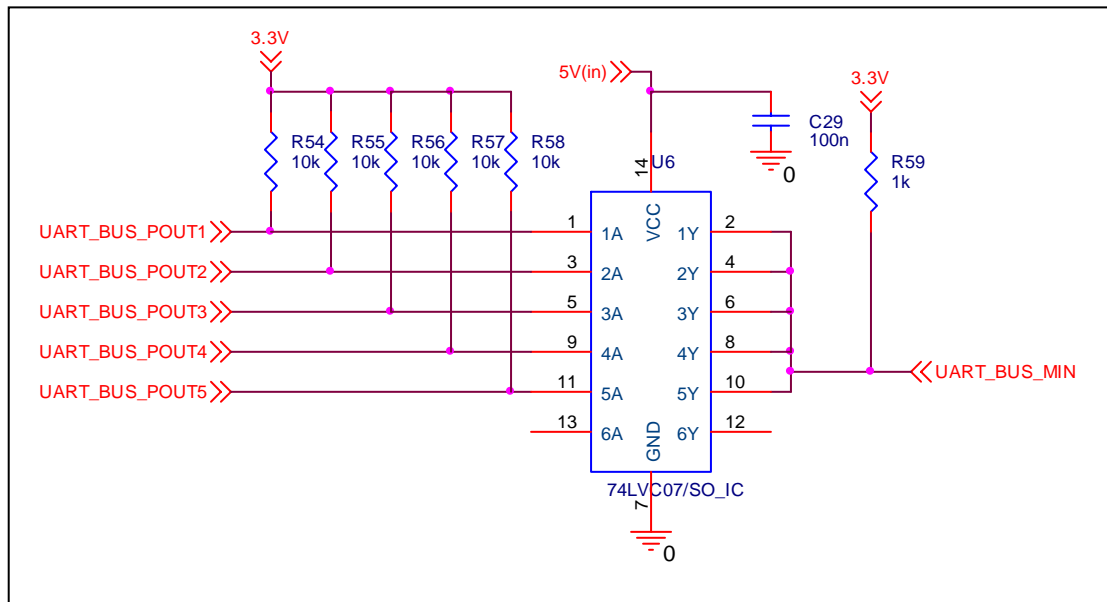 3.3V
5V(in)
3.3V
R54
10k
R55
10k
R56
10k
R57
10k
R58
10k
C29
100n
0
R59
1k
U6
14
VCC
UART_BUS_POUT1
1
1A
1Y
2
UART_BUS_POUT2
3
2A
2Y
4
UART_BUS_POUT3
5
3A
3Y
6
UART_BUS_POUT4
9
4A
4Y
8
UART_BUS_MIN
UART_BUS_POUT5
11
5A
5Y
10
13
6A
6Y
12
GND
74LVC07/SO_IC
7
0